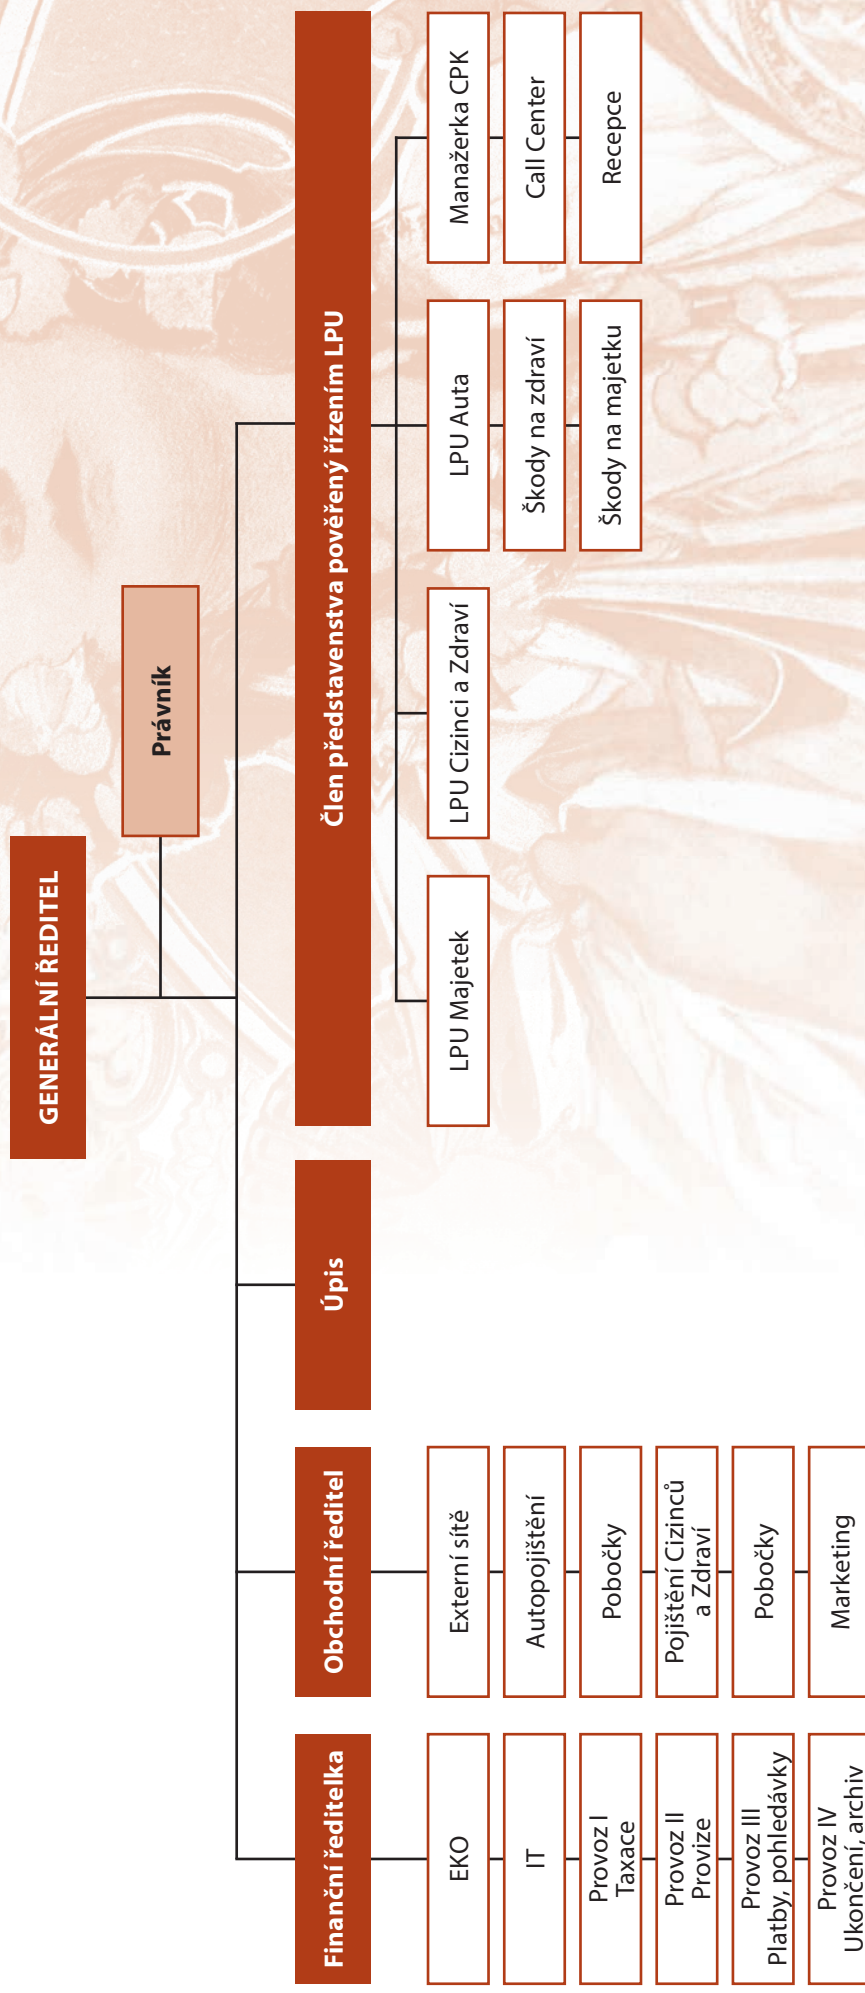 GENERÁLNÍ ŘEDITEL
Právník
Finanční ředitelka
Obchodní ředitel
Úpis
Člen představenstva pověřený řízením LPU
EKO
IT
Provoz I
Taxace
Provoz II
Provize
Provoz III
Platby, pohledávky
Provoz IV
Ukončení, archiv
Externí sítě
Autopojištění
Pobočky
Pojištění Cizinců
a Zdraví
Pobočky
Marketing
LPU Majetek
LPU Cizinci a Zdraví
LPU Auta
Škody na zdraví
Škody na majetku
Manažerka CPK
Call Center
Recepce